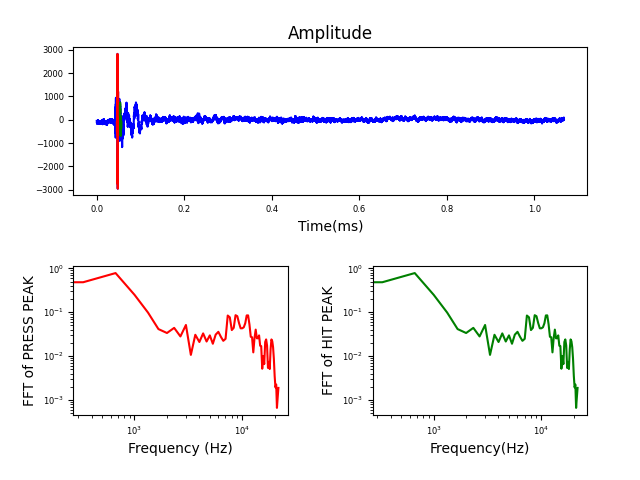 Amplitude
3000
2000
1000
0
−1000
−2000
−3000
0.0 0.2 0.4 0.6 0.8 1.0
Time(ms)
FFT of PRESS PEAK
10⁰
10⁻¹
10⁻²
10⁻³
10³ 10⁴
Frequency (Hz)
FFT of HIT PEAK
10⁰
10⁻¹
10⁻²
10⁻³
10³ 10⁴
Frequency(Hz)